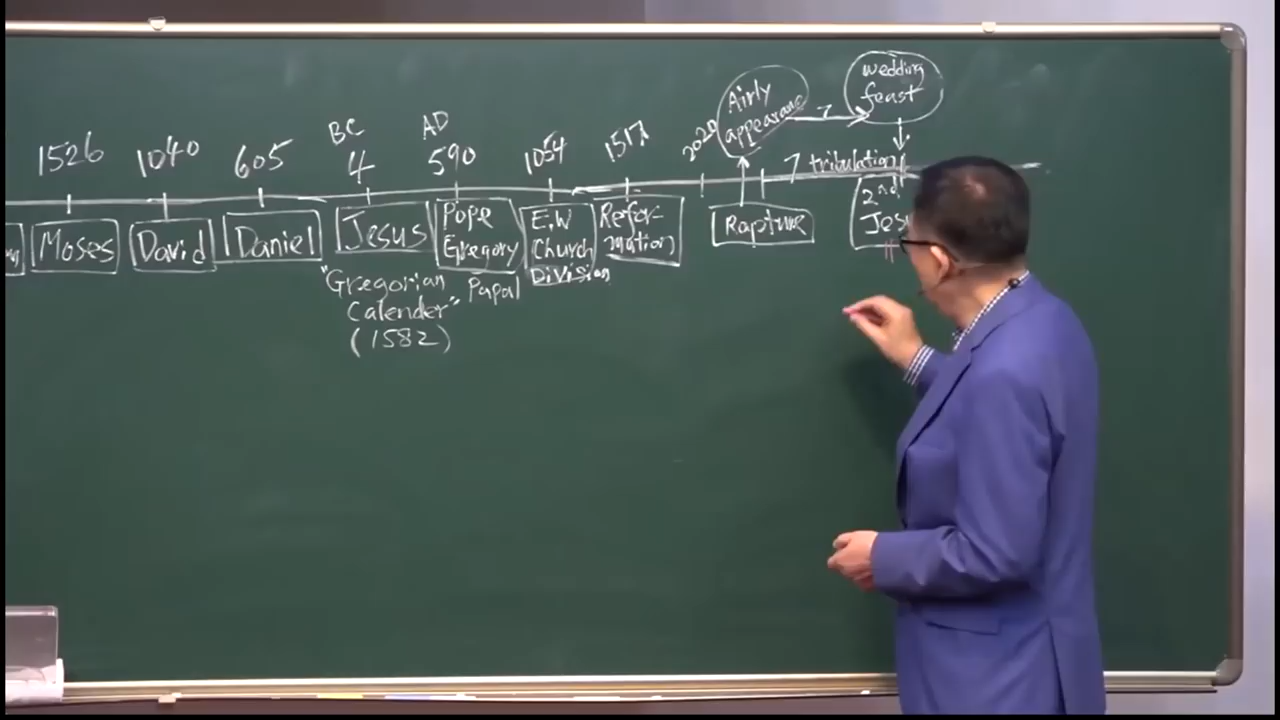 wedding
feast
Airly
appearance
7
BC
AD
1526
1040
605
4
590
1054
1517
2020
7 tribulation
Moses
David
Daniel
Jesus
Pope
Gregory
Papal
E.W
Church
Division
Refor-
mation
Rapture
2nd
Jesu
"Gregorian
Calender"
(1582)